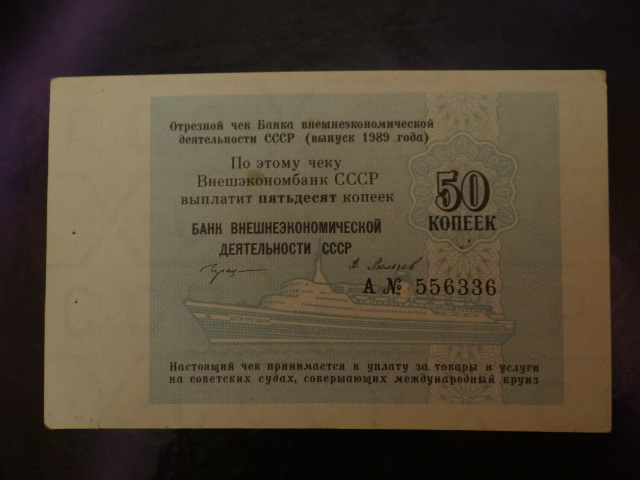 Отрезной чек Банка внешнеэкономической
деятельности СССР (выпуск 1989 года)
По этому чеку
Внешэкономбанк СССР
выплатит пятьдесят копеек
50
КОПЕЕК
БАНК ВНЕШНЕЭКОНОМИЧЕСКОЙ
ДЕЯТЕЛЬНОСТИ СССР
А № 556336
Настоящий чек принимается в уплату за товары и услуги
на советских судах, совершающих международный круиз